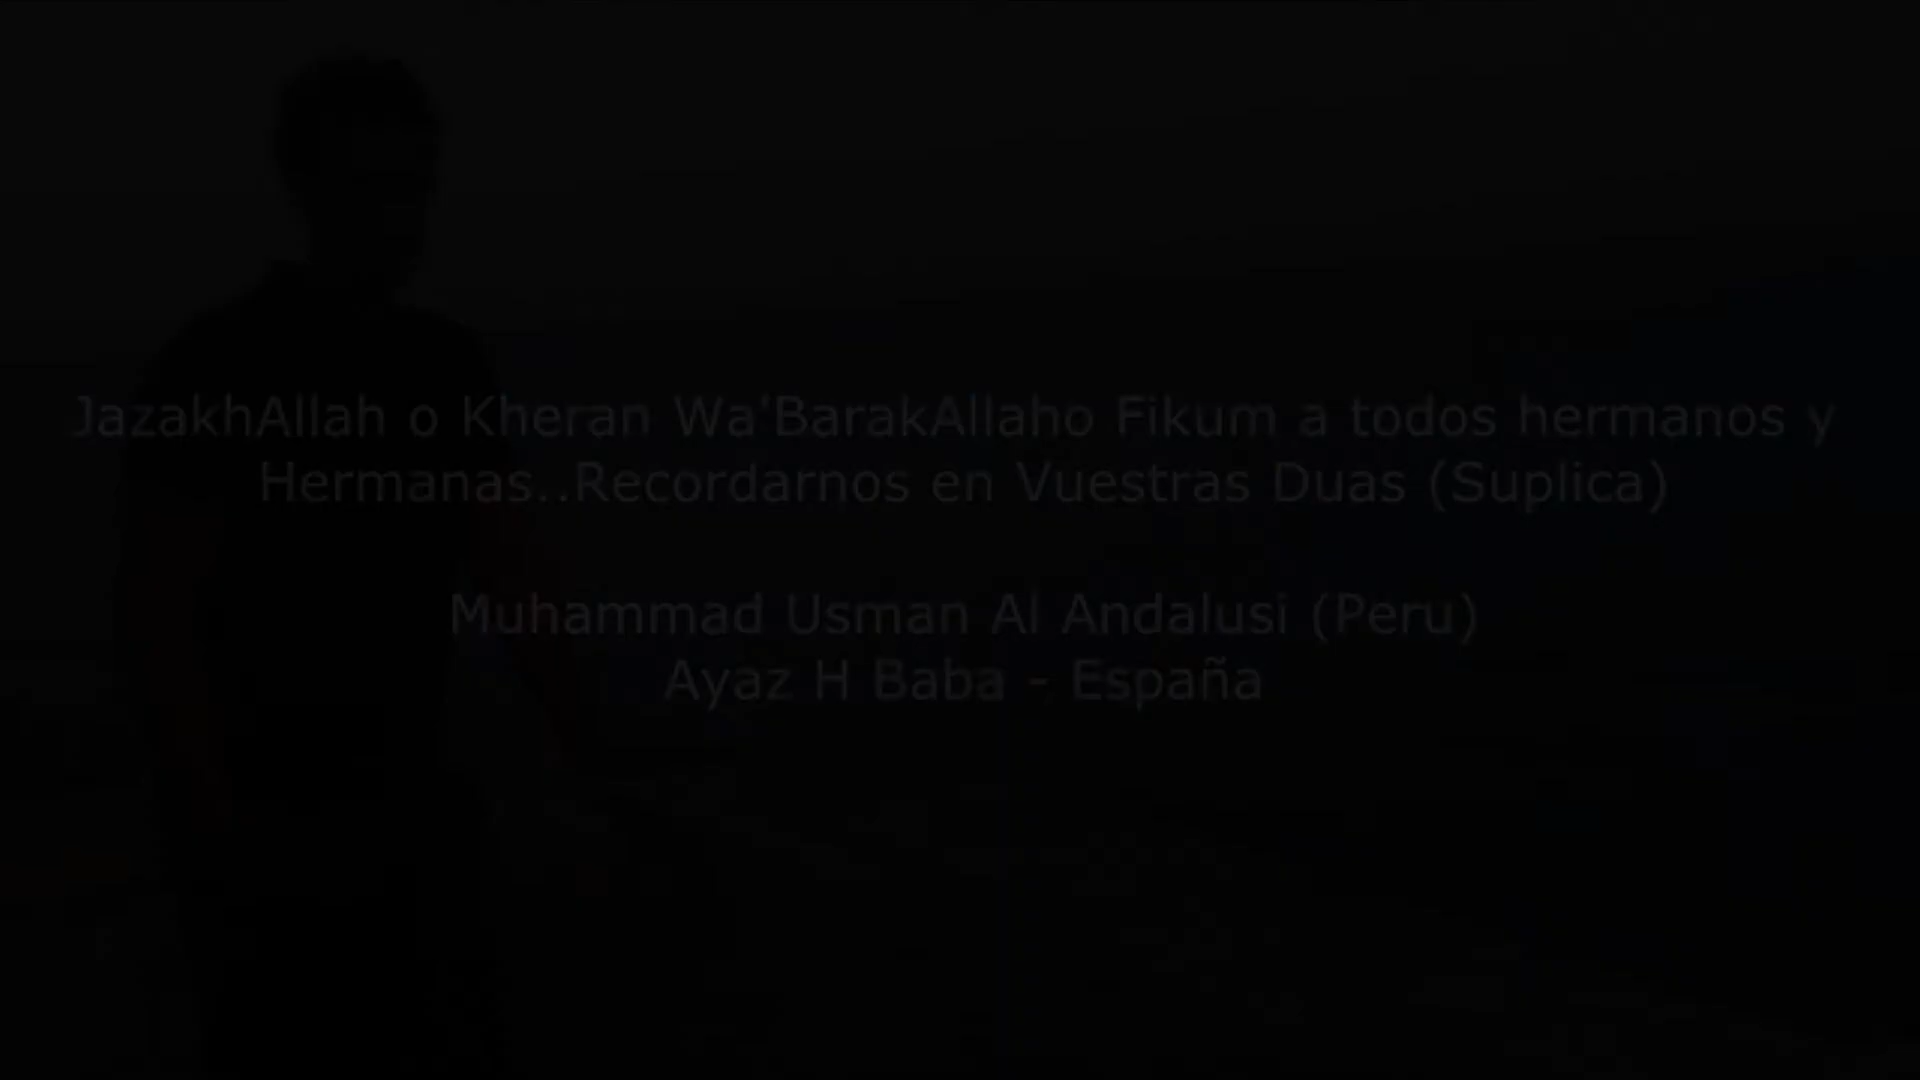 JazakhAllah o Kheran Wa'BarakAllaho Fikum a todos hermanos y
Hermanas..Recordarnos en Vuestras Duas (Suplica)
Muhammad Usman Al Andalusi (Peru)
Ayaz H Baba - España